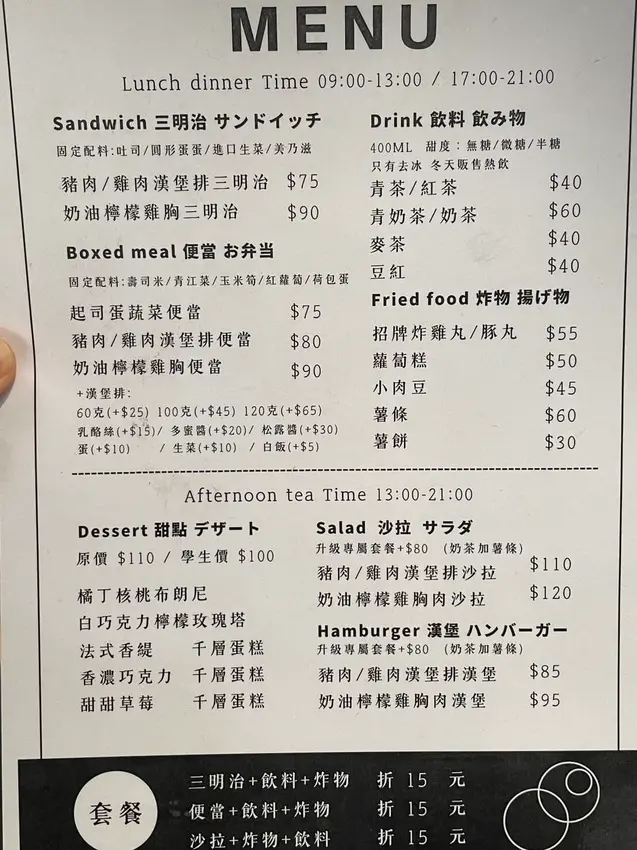 MENU
Lunch dinner Time 09:00-13:00 / 17:00-21:00
Sandwich 三明治 サンドイッチ
固定配料:吐司/圓形蛋蛋/進口生菜/美乃滋
豬肉/雞肉漢堡排三明治 $75
奶油檸檬雞胸三明治 $90
Boxed meal 便當 お弁当
固定配料:壽司米/青江菜/玉米筍/紅蘿蔔/荷包蛋
起司蛋蔬菜便當 $75
豬肉/雞肉漢堡排便當 $80
奶油檸檬雞胸便當 $90
+漢堡排:
60克(+$25) 100克(+$45) 120克(+$65)
乳酪絲(+$15)/ 多蜜醬(+$20)/ 松露醬(+$30)
蛋(+$10) / 生菜(+$10) / 白飯(+$5)
Drink 飲料 飲み物
400ML 甜度：無糖/微糖/半糖
只有去冰 冬天販售熱飲
青茶/紅茶 $40
青奶茶/奶茶 $60
麥茶 $40
豆紅 $40
Fried food 炸物 揚げ物
招牌炸雞丸/豚丸 $55
蘿蔔糕 $50
小肉豆 $45
薯條 $60
薯餅 $30
Afternoon tea Time 13:00-21:00
Dessert 甜點 デザート
原價 $110 / 學生價 $100
橘丁核桃布朗尼
白巧克力檸檬玫瑰塔
法式香緹 千層蛋糕
香濃巧克力 千層蛋糕
甜甜草莓 千層蛋糕
Salad 沙拉 サラダ
升級專屬套餐+$80 (奶茶加薯條)
豬肉/雞肉漢堡排沙拉 $110
奶油檸檬雞胸肉沙拉 $120
Hamburger 漢堡 ハンバーガー
升級專屬套餐+$80 (奶茶加薯條)
豬肉/雞肉漢堡排漢堡 $85
奶油檸檬雞胸肉漢堡 $95
套餐
三明治+飲料+炸物 折 15 元
便當+飲料+炸物 折 15 元
沙拉+炸物+飲料 折 15 元